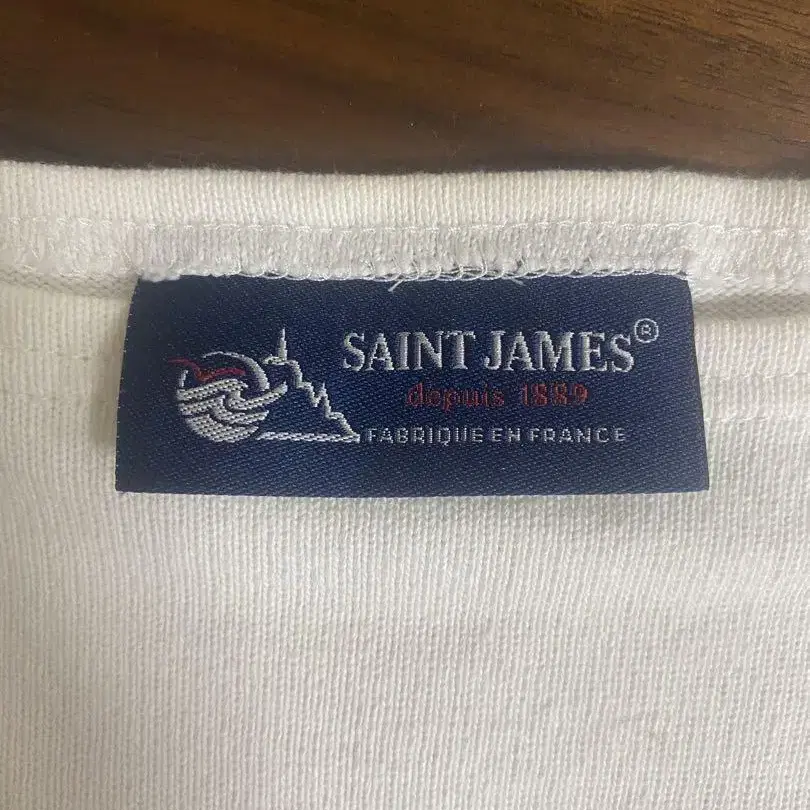 SAINT JAMES®
depuis 1889
FABRIQUE EN FRANCE